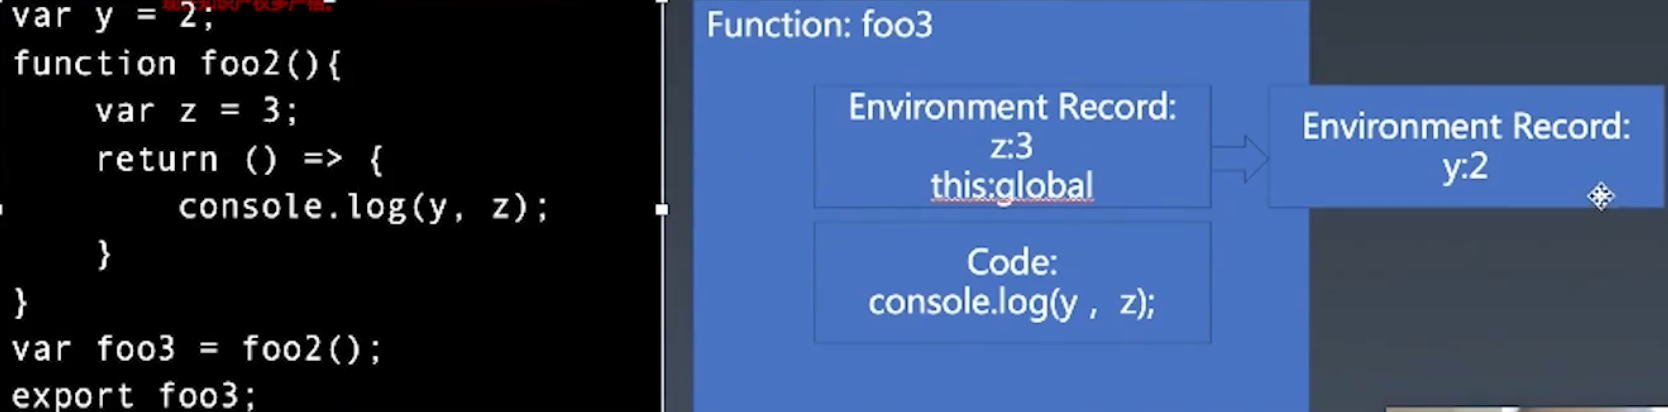 var y = 2;
function foo2(){
    var z = 3;
    return () => {
        console.log(y, z);
    }
}
var foo3 = foo2();
export foo3;
Function: foo3
Environment Record:
z:3
this:global
Environment Record:
y:2
Code:
console.log(y ,  z);